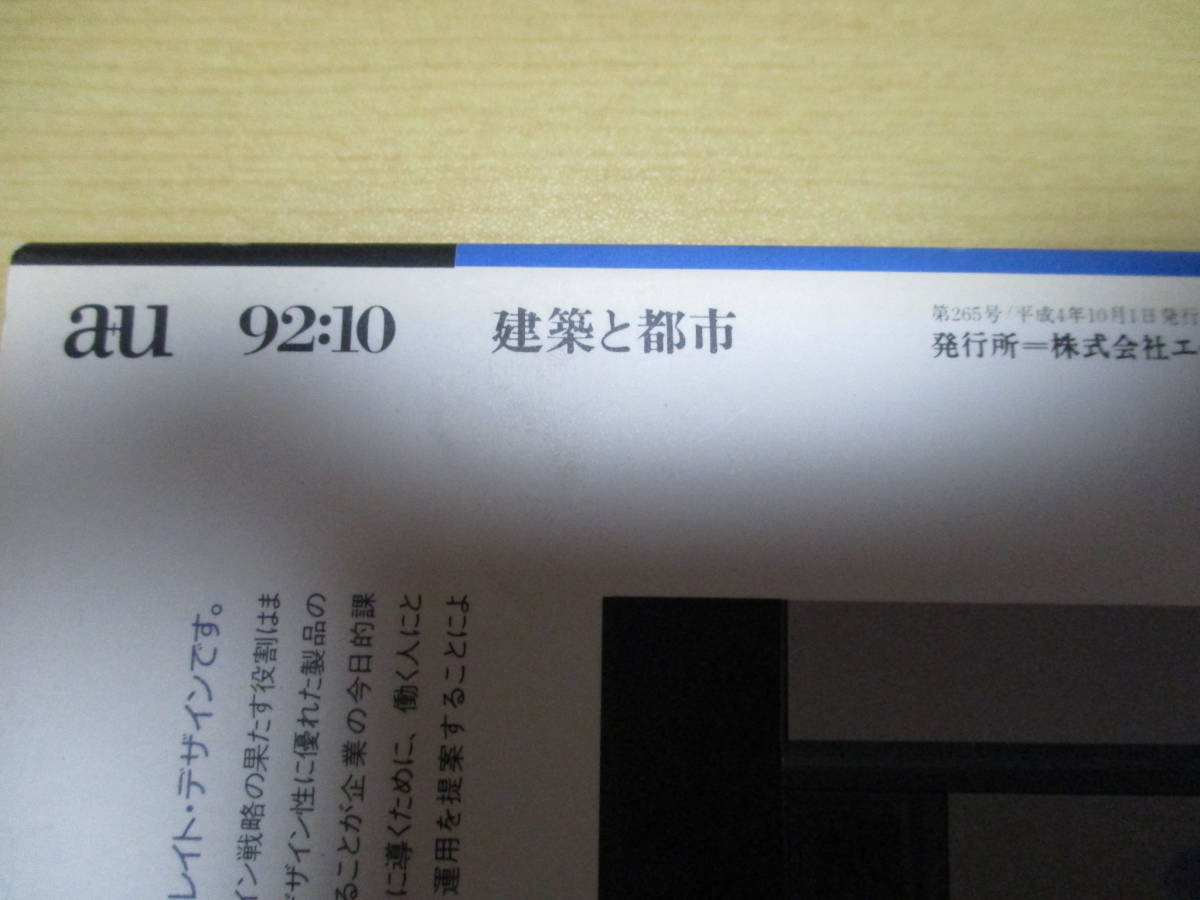 a+u 92:10 建築と都市
第265号/平成4年10月1日発行
発行所=株式会社エ
レイト・デザインです。
イン戦略の果たす役割はま
デザイン性に優れた製品の
ることが企業の今日的課
に導くために、働く人にと
運用を提案することによ